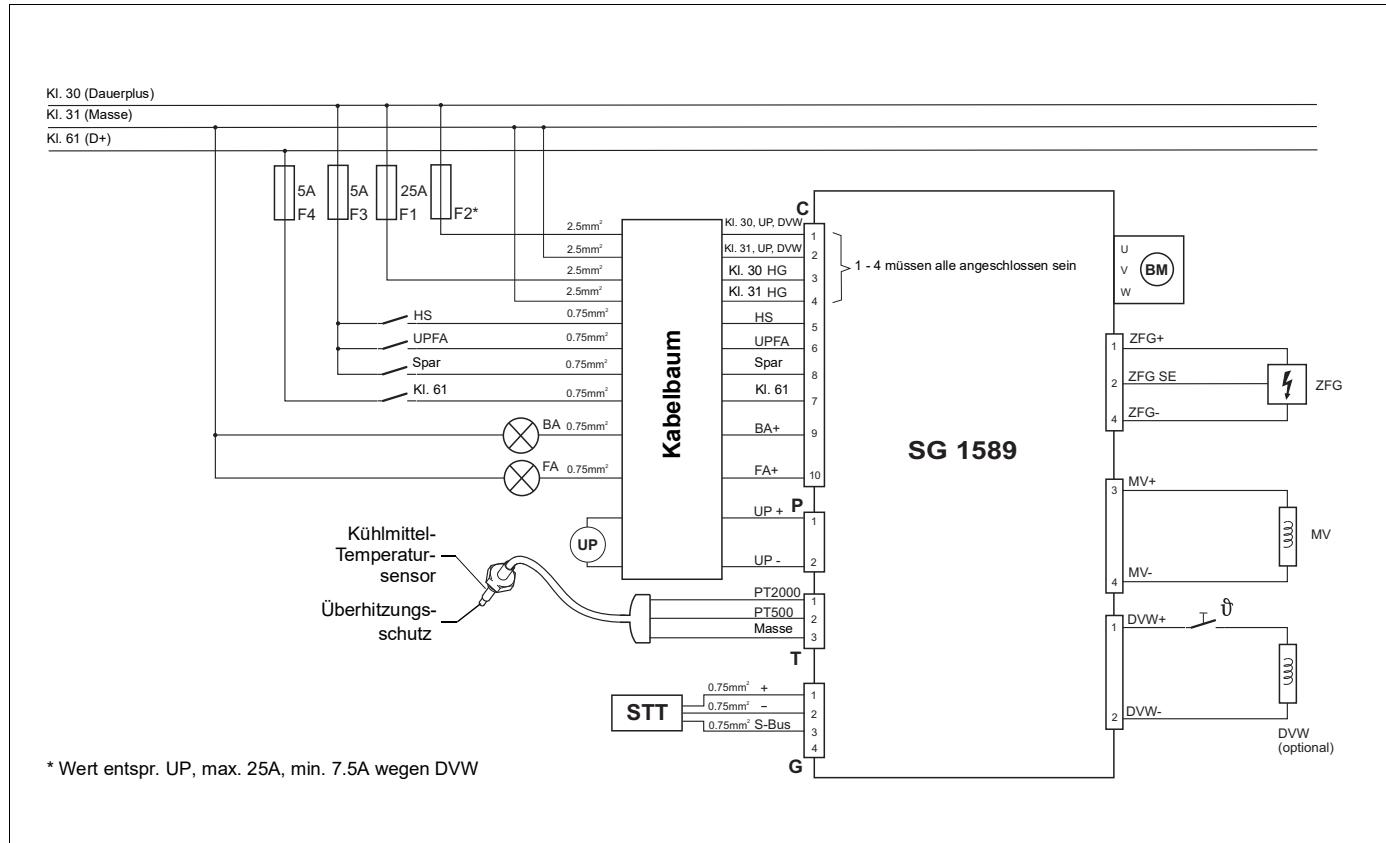 Kl. 30 (Dauerplus)
Kl. 31 (Masse)
Kl. 61 (D+)
5A
F4
5A
F3
25A
F1
F2*
2.5mm²
2.5mm²
2.5mm²
2.5mm²
HS 0.75mm²
UPFA 0.75mm²
Spar 0.75mm²
Kl. 61 0.75mm²
BA 0.75mm²
FA 0.75mm²
UP
Kabelbaum
C
Kl. 30, UP, DVW 1
Kl. 31, UP, DVW 2
Kl. 30 HG 3
Kl. 31 HG 4
1 - 4 müssen alle angeschlossen sein
HS 5
UPFA 6
Spar 8
Kl. 61 7
BA+ 9
FA+ 10
P
UP + 1
UP - 2
Kühlmittel-
Temperatur-
sensor
Überhitzungs-
schutz
PT2000 1
PT500 2
Masse 3
T
STT
0.75mm² + 1
0.75mm² – 2
0.75mm² S-Bus 3
4
G
SG 1589
U
V
W
BM
1 ZFG+
2 ZFG SE
4 ZFG-
ZFG
3 MV+
4 MV-
MV
1 DVW+
ϑ
2 DVW-
DVW
(optional)
* Wert entspr. UP, max. 25A, min. 7.5A wegen DVW